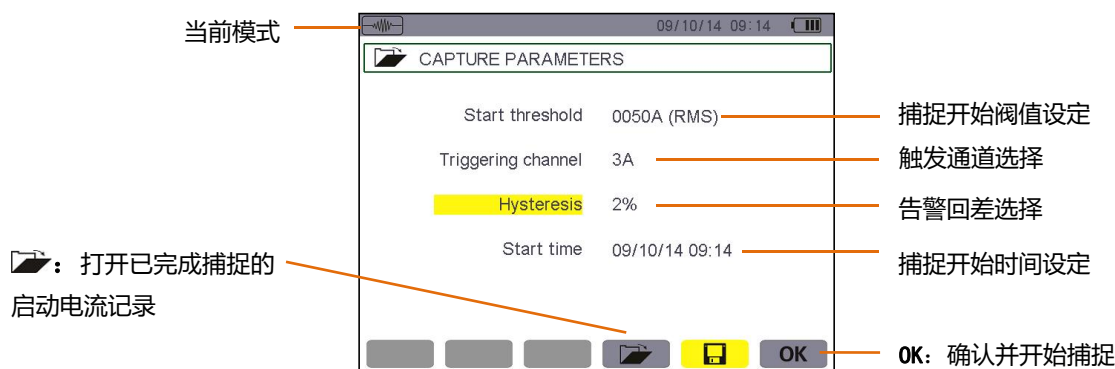 当前模式
09/10/14 09:14
CAPTURE PARAMETERS
Start threshold 0050A (RMS)
捕捉开始阀值设定
Triggering channel 3A
触发通道选择
Hysteresis 2%
告警回差选择
Start time 09/10/14 09:14
捕捉开始时间设定
：打开已完成捕捉的
启动电流记录
OK
OK：确认并开始捕捉